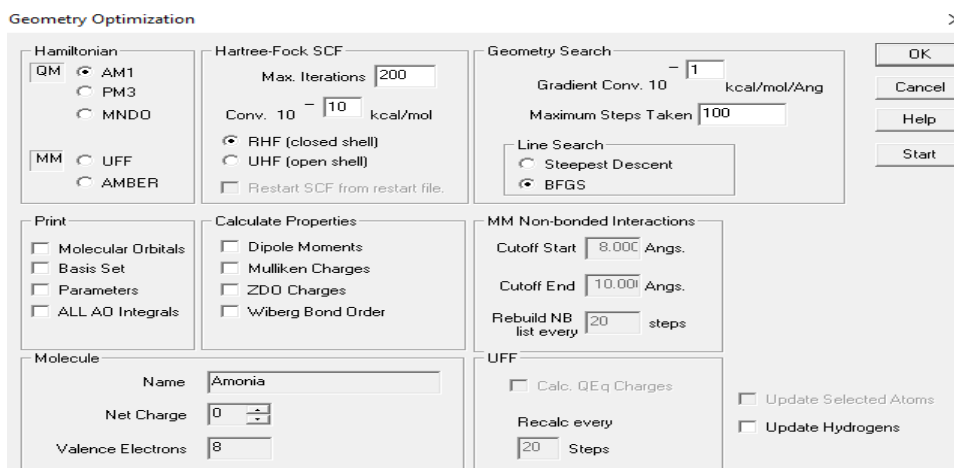 Geometry Optimization
Hamiltonian
QM AM1
PM3
MNDO
MM UFF
AMBER
Hartree-Fock SCF
Max. Iterations 200
Conv. 10 - 10 kcal/mol
RHF (closed shell)
UHF (open shell)
Restart SCF from restart file.
Geometry Search
Gradient Conv. 10 - 1 kcal/mol/Ang
Maximum Steps Taken 100
Line Search
Steepest Descent
BFGS
OK
Cancel
Help
Start
Print
Molecular Orbitals
Basis Set
Parameters
ALL AO Integrals
Calculate Properties
Dipole Moments
Mulliken Charges
ZDO Charges
Wiberg Bond Order
MM Non-bonded Interactions
Cutoff Start 8.000 Angs.
Cutoff End 10.00 Angs.
Rebuild NB
list every 20 steps
Molecule
Name Amonia
Net Charge 0
Valence Electrons 8
UFF
Calc. QEq Charges
Recalc every
20 Steps
Update Selected Atoms
Update Hydrogens